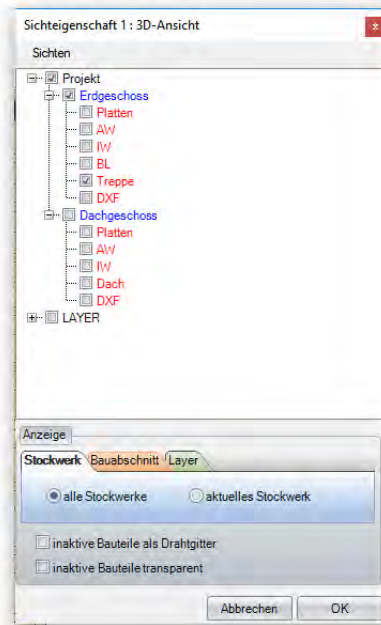 Sichteigenschaft 1 : 3D-Ansicht
Sichten
Projekt
Erdgeschoss
Platten
AW
IW
BL
Treppe
DXF
Dachgeschoss
Platten
AW
IW
Dach
DXF
LAYER
Anzeige
Stockwerk Bauabschnitt Layer
alle Stockwerke aktuelles Stockwerk
inaktive Bauteile als Drahtgitter
inaktive Bauteile transparent
Abbrechen OK